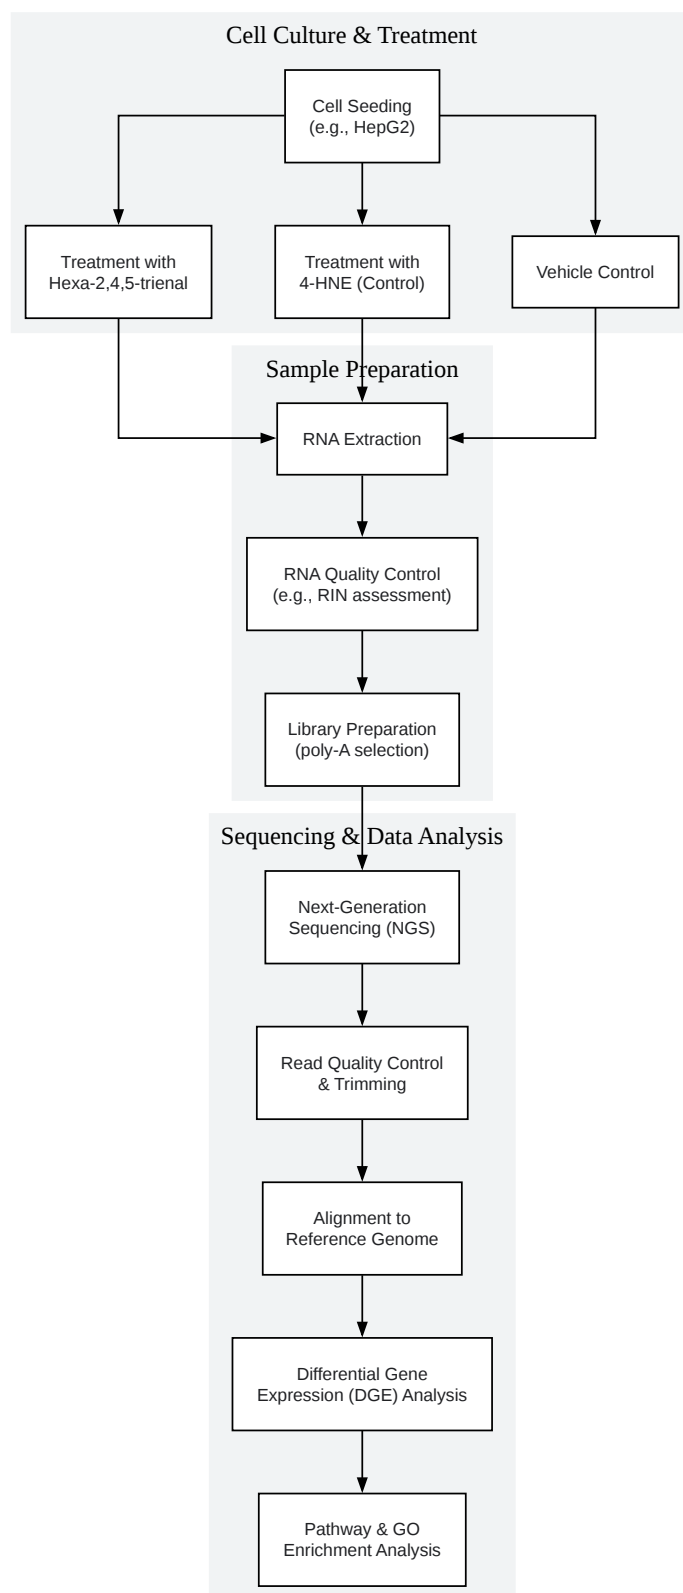 Cell Culture & Treatment
Cell Seeding
(e.g., HepG2)
Treatment with
Hexa-2,4,5-trienal
Treatment with
4-HNE (Control)
Vehicle Control
Sample Preparation
RNA Extraction
RNA Quality Control
(e.g., RIN assessment)
Library Preparation
(poly-A selection)
Sequencing & Data Analysis
Next-Generation
Sequencing (NGS)
Read Quality Control
& Trimming
Alignment to
Reference Genome
Differential Gene
Expression (DGE) Analysis
Pathway & GO
Enrichment Analysis